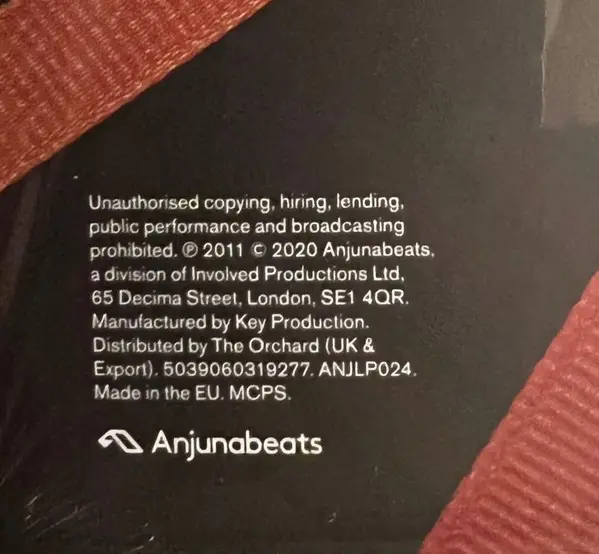 Unauthorised copying, hiring, lending,
public performance and broadcasting
prohibited. ℗ 2011 © 2020 Anjunabeats,
a division of Involved Productions Ltd,
65 Decima Street, London, SE1 4QR.
Manufactured by Key Production.
Distributed by The Orchard (UK &
Export). 5039060319277. ANJLP024.
Made in the EU. MCPS.
Anjunabeats